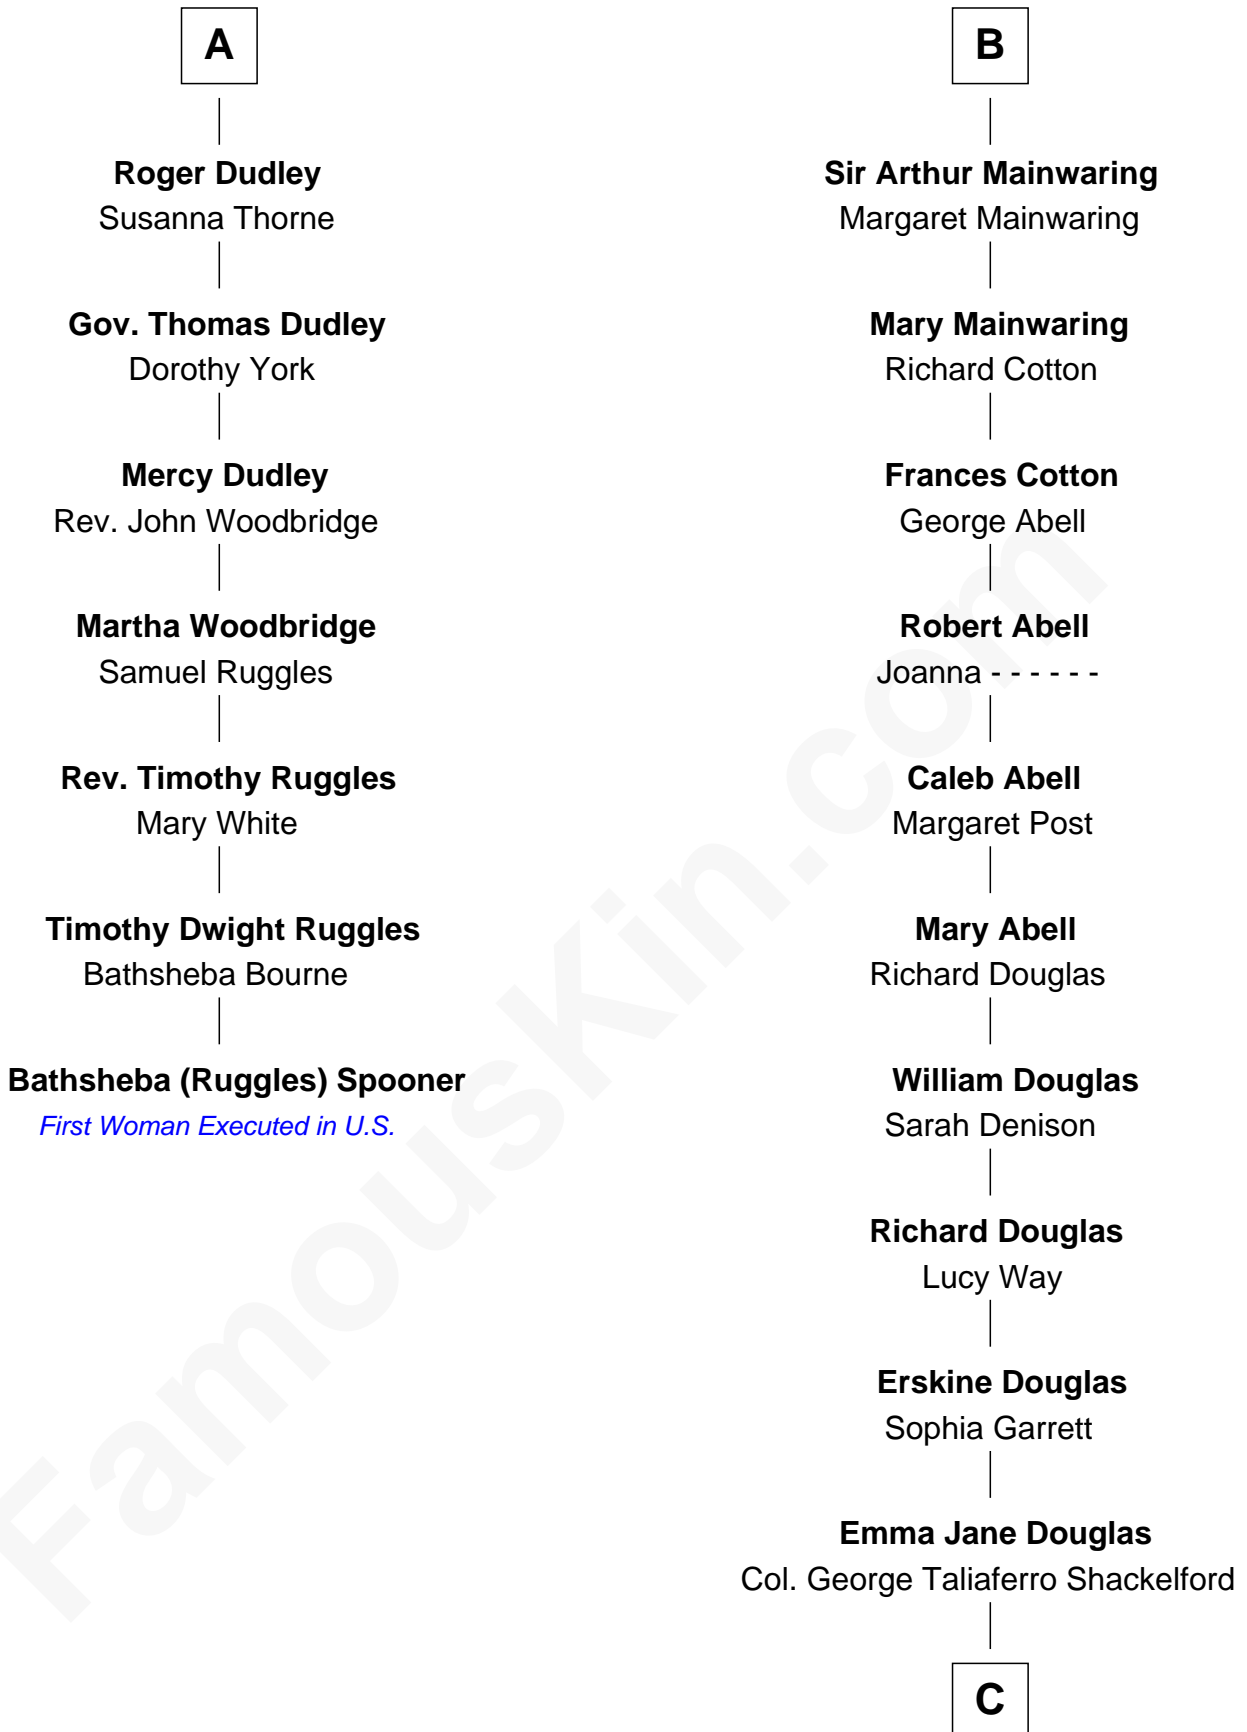 A
Roger Dudley
Susanna Thorne
Gov. Thomas Dudley
Dorothy York
Mercy Dudley
Rev. John Woodbridge
Martha Woodbridge
Samuel Ruggles
Rev. Timothy Ruggles
Mary White
Timothy Dwight Ruggles
Bathsheba Bourne
Bathsheba (Ruggles) Spooner
First Woman Executed in U.S.
B
Sir Arthur Mainwaring
Margaret Mainwaring
Mary Mainwaring
Richard Cotton
Frances Cotton
George Abell
Robert Abell
Joanna - - - - - -
Caleb Abell
Margaret Post
Mary Abell
Richard Douglas
William Douglas
Sarah Denison
Richard Douglas
Lucy Way
Erskine Douglas
Sophia Garrett
Emma Jane Douglas
Col. George Taliaferro Shackelford
C
FamousKin.com